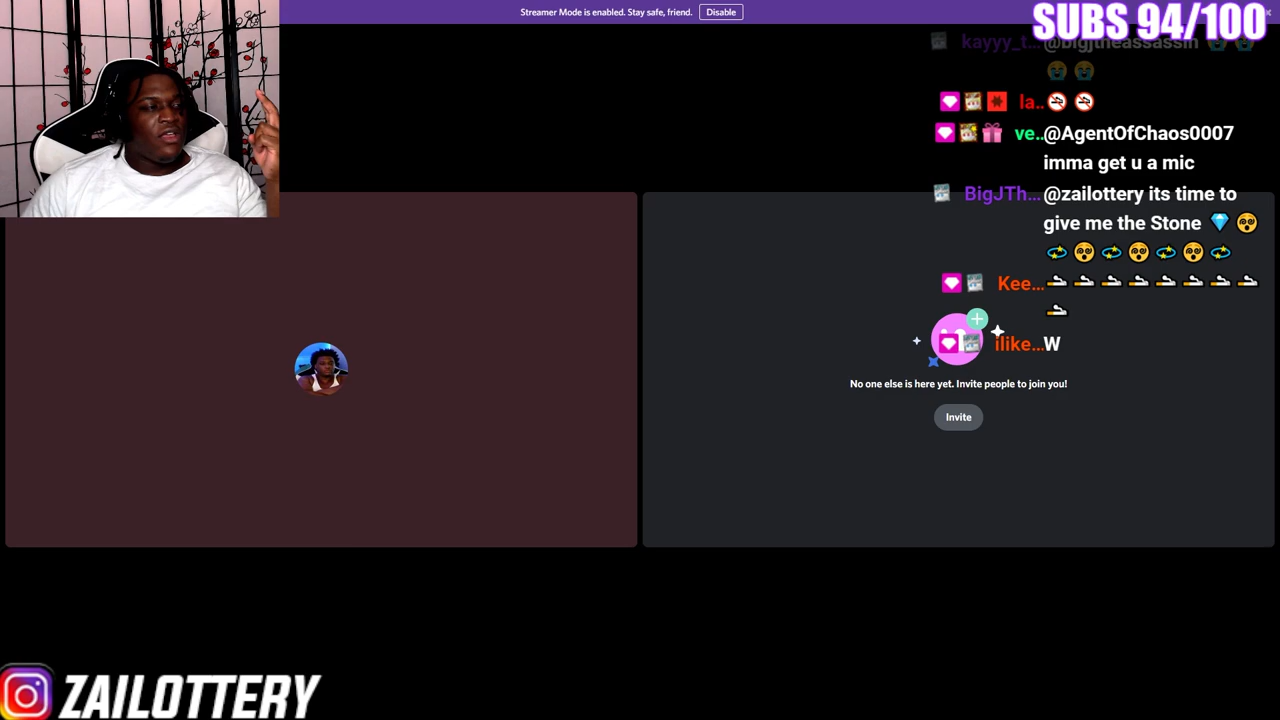 Streamer Mode is enabled. Stay safe, friend. Disable
SUBS 94/100
kayyy_t... @bigjtheassassin
la..
ve.. @AgentOfChaos0007
imma get u a mic
BigJTh... @zailottery its time to
give me the Stone
Kee...
ilike... W
No one else is here yet. Invite people to join you!
Invite
ZAILOTTERY